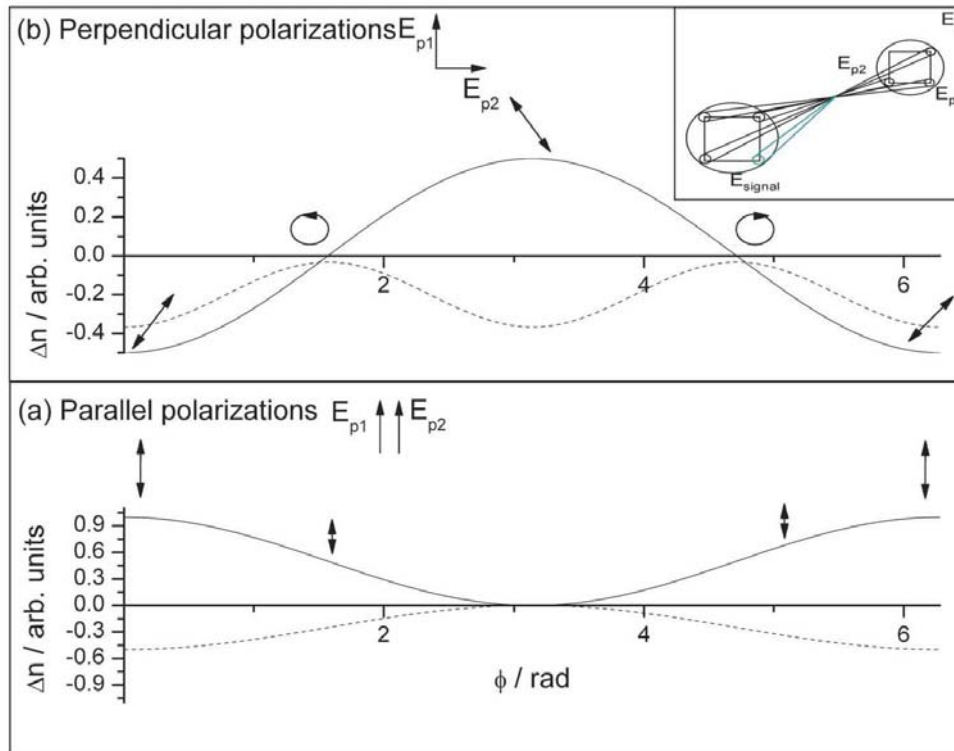 (b) Perpendicular polarizations E_p1
E_p2
E
E_p2
E_p
E_signal
Δn / arb. units
0.4
0.2
0.0
-0.2
-0.4
2
4
6
(a) Parallel polarizations E_p1 E_p2
Δn / arb. units
0.9
0.6
0.3
0.0
-0.3
-0.6
-0.9
2
4
6
ϕ / rad